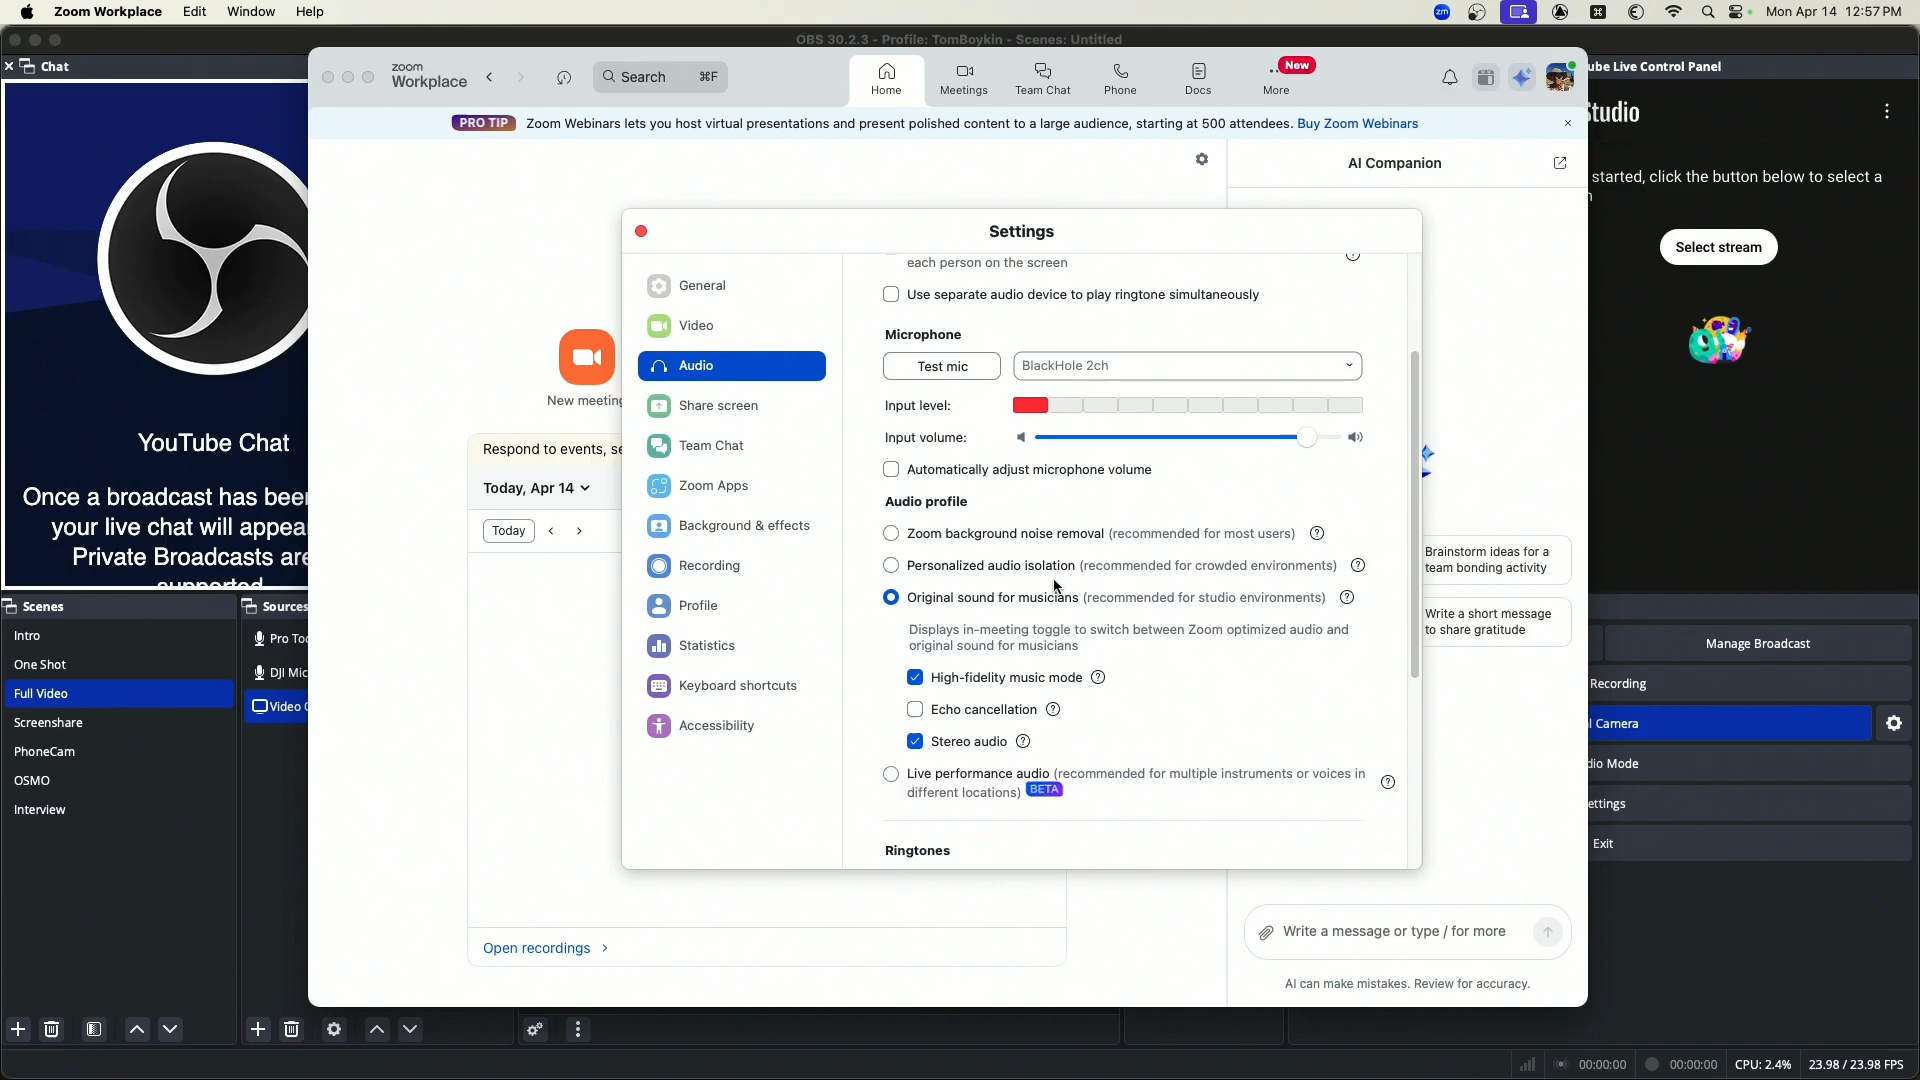 Zoom Workplace Edit Window Help
zm Mon Apr 14 12:57 PM
OBS 30.2.3 - Profile: TomBoykin - Scenes: Untitled
Chat
YouTube Chat
Once a broadcast has bee
your live chat will appea
Private Broadcasts are
supported
Scenes
Intro
One Shot
Full Video
Screenshare
PhoneCam
OSMO
Interview
Sources
Pro Too
DJI Mic
Video C
zoom
Workplace
Search ⌘F
Home
Meetings
Team Chat
Phone
Docs
More
New
PRO TIP Zoom Webinars lets you host virtual presentations and present polished content to a large audience, starting at 500 attendees. Buy Zoom Webinars
New meeting
Respond to events, se
Today, Apr 14
Today
Open recordings
Settings
General
Video
Audio
Share screen
Team Chat
Zoom Apps
Background & effects
Recording
Profile
Statistics
Keyboard shortcuts
Accessibility
each person on the screen
Use separate audio device to play ringtone simultaneously
Microphone
Test mic
BlackHole 2ch
Input level:
Input volume:
Automatically adjust microphone volume
Audio profile
Zoom background noise removal (recommended for most users)
Personalized audio isolation (recommended for crowded environments)
Original sound for musicians (recommended for studio environments)
Displays in-meeting toggle to switch between Zoom optimized audio and
original sound for musicians
High-fidelity music mode
Echo cancellation
Stereo audio
Live performance audio (recommended for multiple instruments or voices in
different locations) BETA
Ringtones
AI Companion
Brainstorm ideas for a
team bonding activity
Write a short message
to share gratitude
Write a message or type / for more
AI can make mistakes. Review for accuracy.
ube Live Control Panel
Studio
started, click the button below to select a
n
Select stream
Manage Broadcast
Recording
l Camera
dio Mode
ettings
Exit
00:00:00
00:00:00
CPU: 2.4%
23.98 / 23.98 FPS